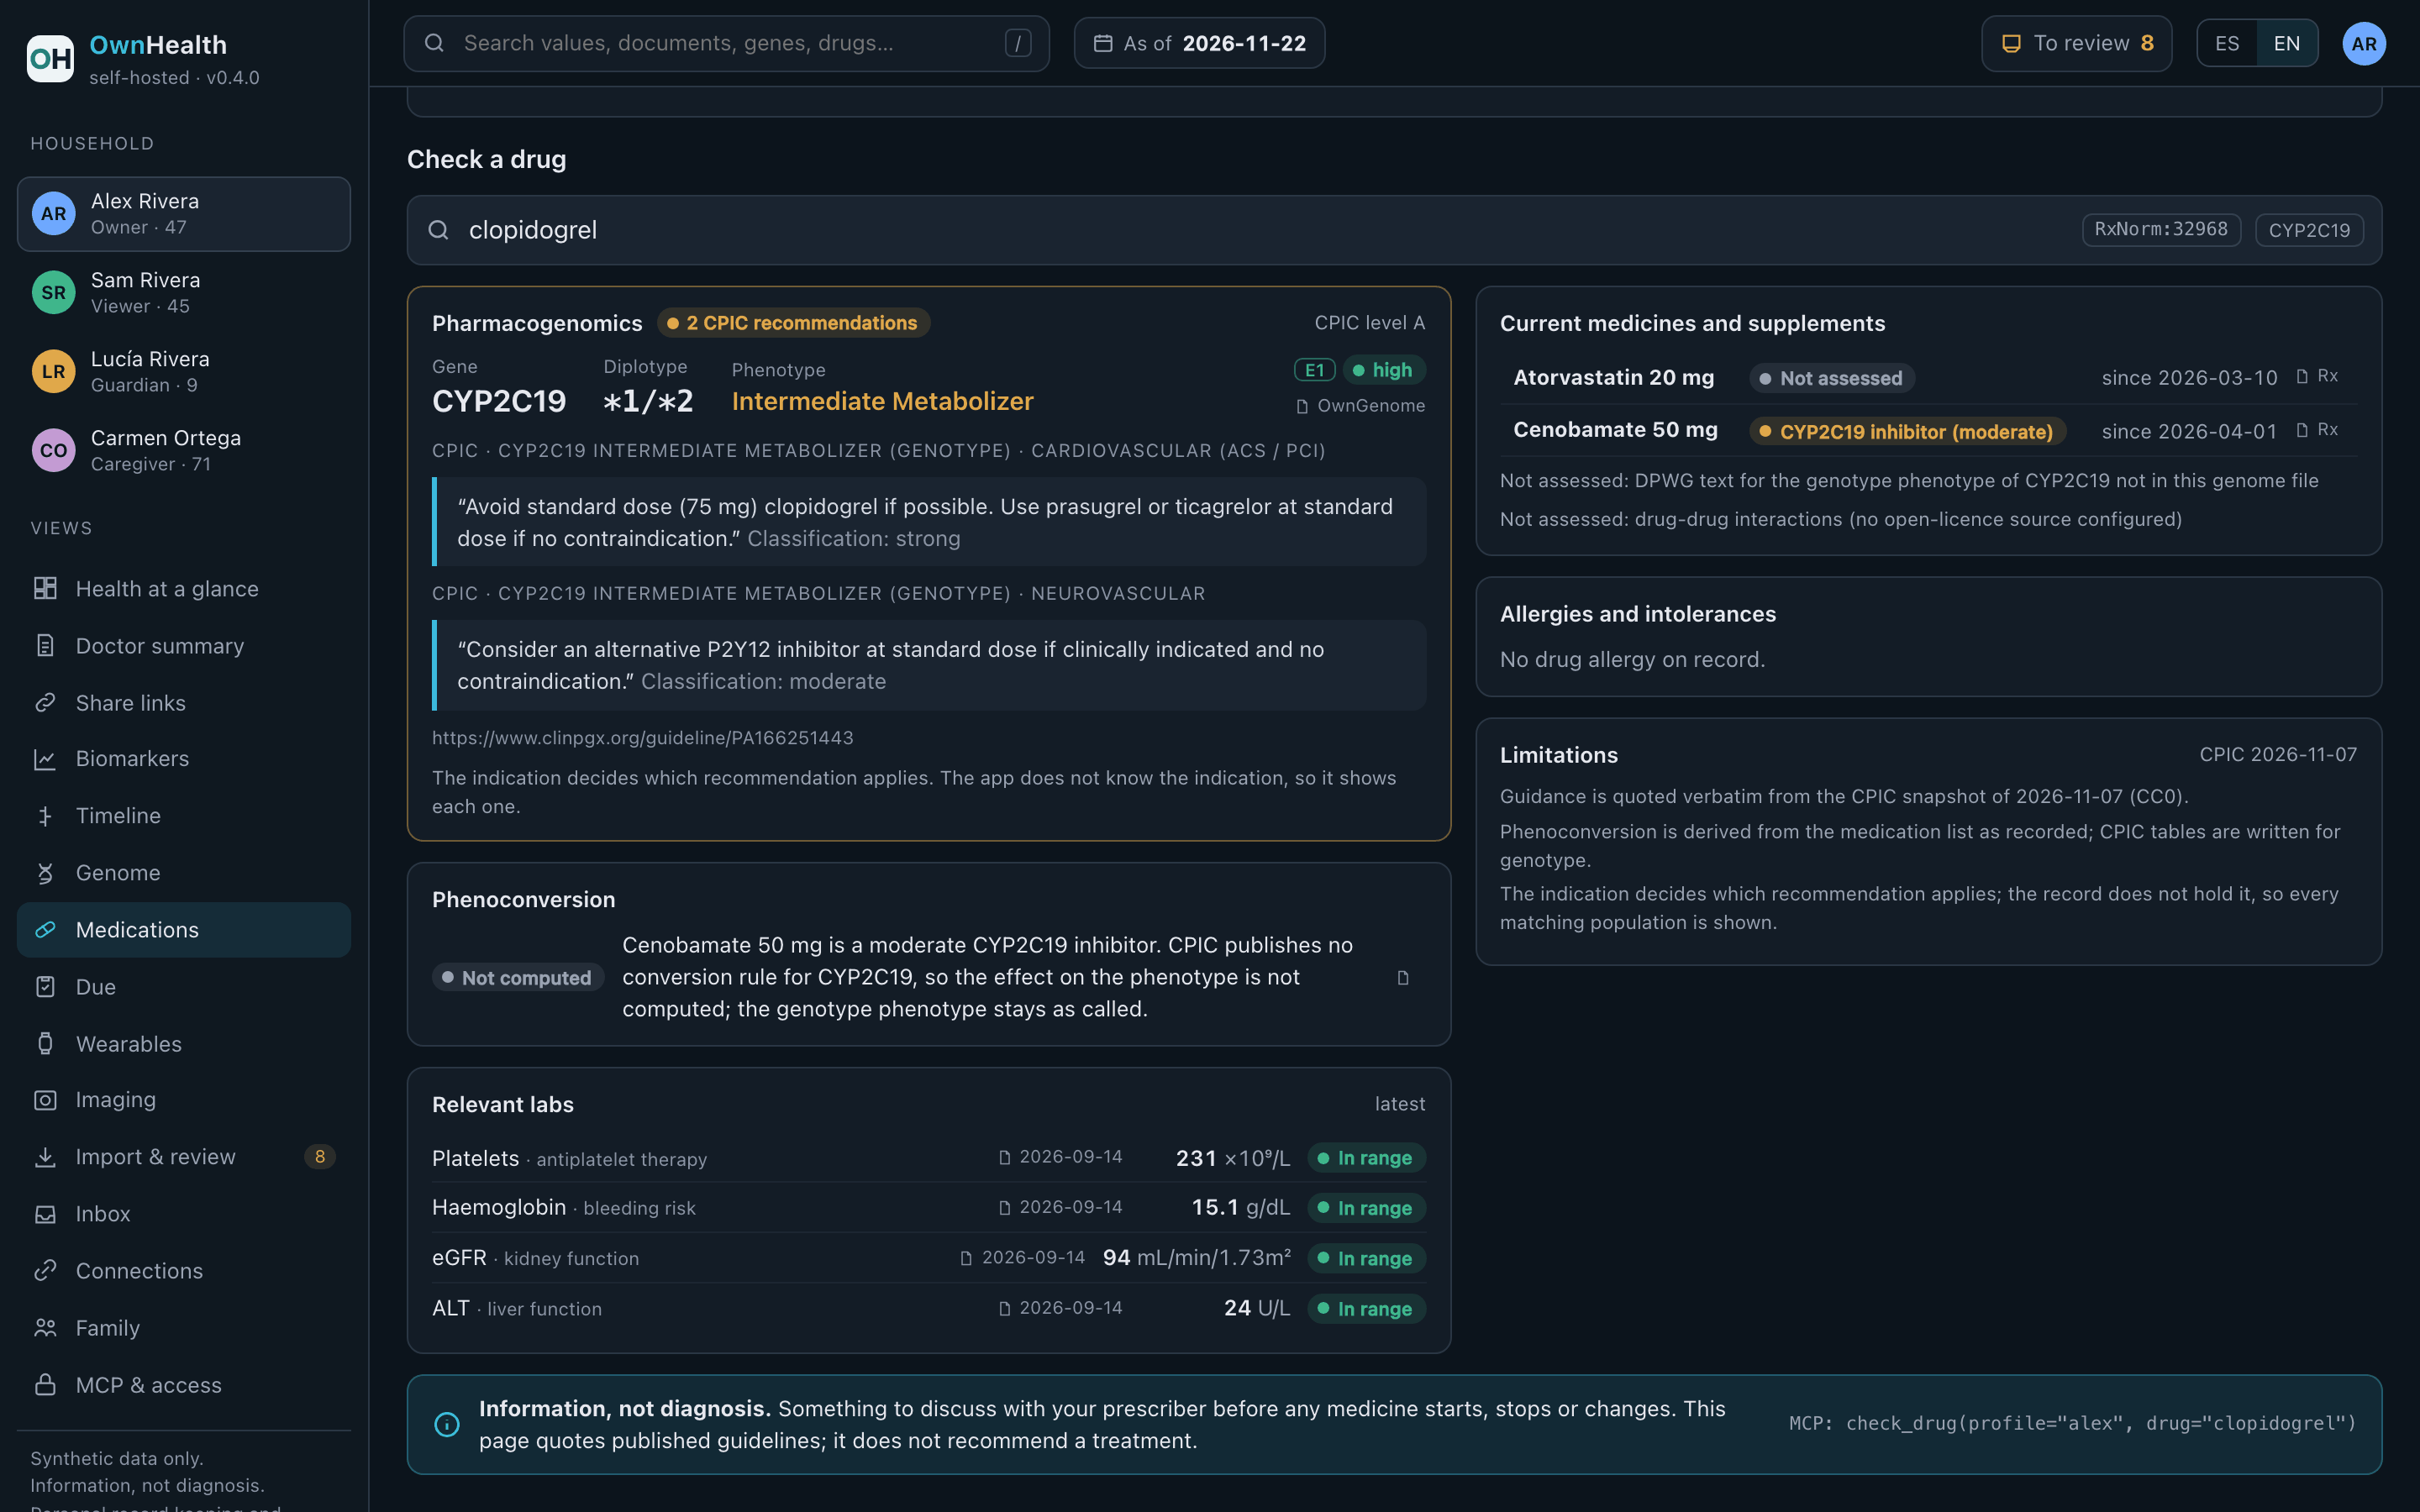 OH
OwnHealth
self-hosted · v0.4.0
HOUSEHOLD
AR
Alex Rivera
Owner · 47
SR
Sam Rivera
Viewer · 45
LR
Lucía Rivera
Guardian · 9
CO
Carmen Ortega
Caregiver · 71
VIEWS
Health at a glance
Doctor summary
Share links
Biomarkers
Timeline
Genome
Medications
Due
Wearables
Imaging
Import & review 8
Inbox
Connections
Family
MCP & access
Synthetic data only.
Information, not diagnosis.
Personal record keeping and
Search values, documents, genes, drugs... /
As of 2026-11-22
To review 8
ES EN
AR
Check a drug
clopidogrel
RxNorm:32968 CYP2C19
Pharmacogenomics 2 CPIC recommendations CPIC level A
Gene Diplotype Phenotype
E1 high
CYP2C19 *1/*2 Intermediate Metabolizer
OwnGenome
CPIC · CYP2C19 INTERMEDIATE METABOLIZER (GENOTYPE) · CARDIOVASCULAR (ACS / PCI)
“Avoid standard dose (75 mg) clopidogrel if possible. Use prasugrel or ticagrelor at standard
dose if no contraindication.” Classification: strong
CPIC · CYP2C19 INTERMEDIATE METABOLIZER (GENOTYPE) · NEUROVASCULAR
“Consider an alternative P2Y12 inhibitor at standard dose if clinically indicated and no
contraindication.” Classification: moderate
https://www.clinpgx.org/guideline/PA166251443
The indication decides which recommendation applies. The app does not know the indication, so it shows
each one.
Phenoconversion
Not computed
Cenobamate 50 mg is a moderate CYP2C19 inhibitor. CPIC publishes no
conversion rule for CYP2C19, so the effect on the phenotype is not
computed; the genotype phenotype stays as called.
Relevant labs latest
Platelets · antiplatelet therapy 2026-09-14 231 ×10⁹/L In range
Haemoglobin · bleeding risk 2026-09-14 15.1 g/dL In range
eGFR · kidney function 2026-09-14 94 mL/min/1.73m² In range
ALT · liver function 2026-09-14 24 U/L In range
Current medicines and supplements
Atorvastatin 20 mg Not assessed since 2026-03-10 Rx
Cenobamate 50 mg CYP2C19 inhibitor (moderate) since 2026-04-01 Rx
Not assessed: DPWG text for the genotype phenotype of CYP2C19 not in this genome file
Not assessed: drug-drug interactions (no open-licence source configured)
Allergies and intolerances
No drug allergy on record.
Limitations CPIC 2026-11-07
Guidance is quoted verbatim from the CPIC snapshot of 2026-11-07 (CC0).
Phenoconversion is derived from the medication list as recorded; CPIC tables are written for
genotype.
The indication decides which recommendation applies; the record does not hold it, so every
matching population is shown.
Information, not diagnosis. Something to discuss with your prescriber before any medicine starts, stops or changes. This
page quotes published guidelines; it does not recommend a treatment.
MCP: check_drug(profile="alex", drug="clopidogrel")